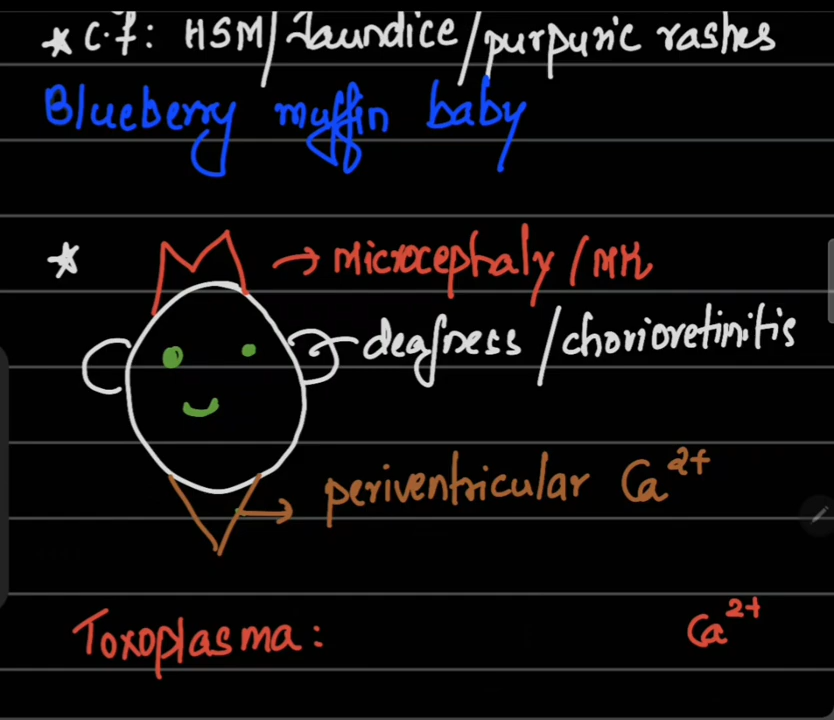 ★ C.f: HSM/Jaundice/purpuric rashes
Blueberry muffin baby
★ → microcephaly/MR
deafness/chorioretinitis
→ periventricular Ca²⁺
Toxoplasma: Ca²⁺